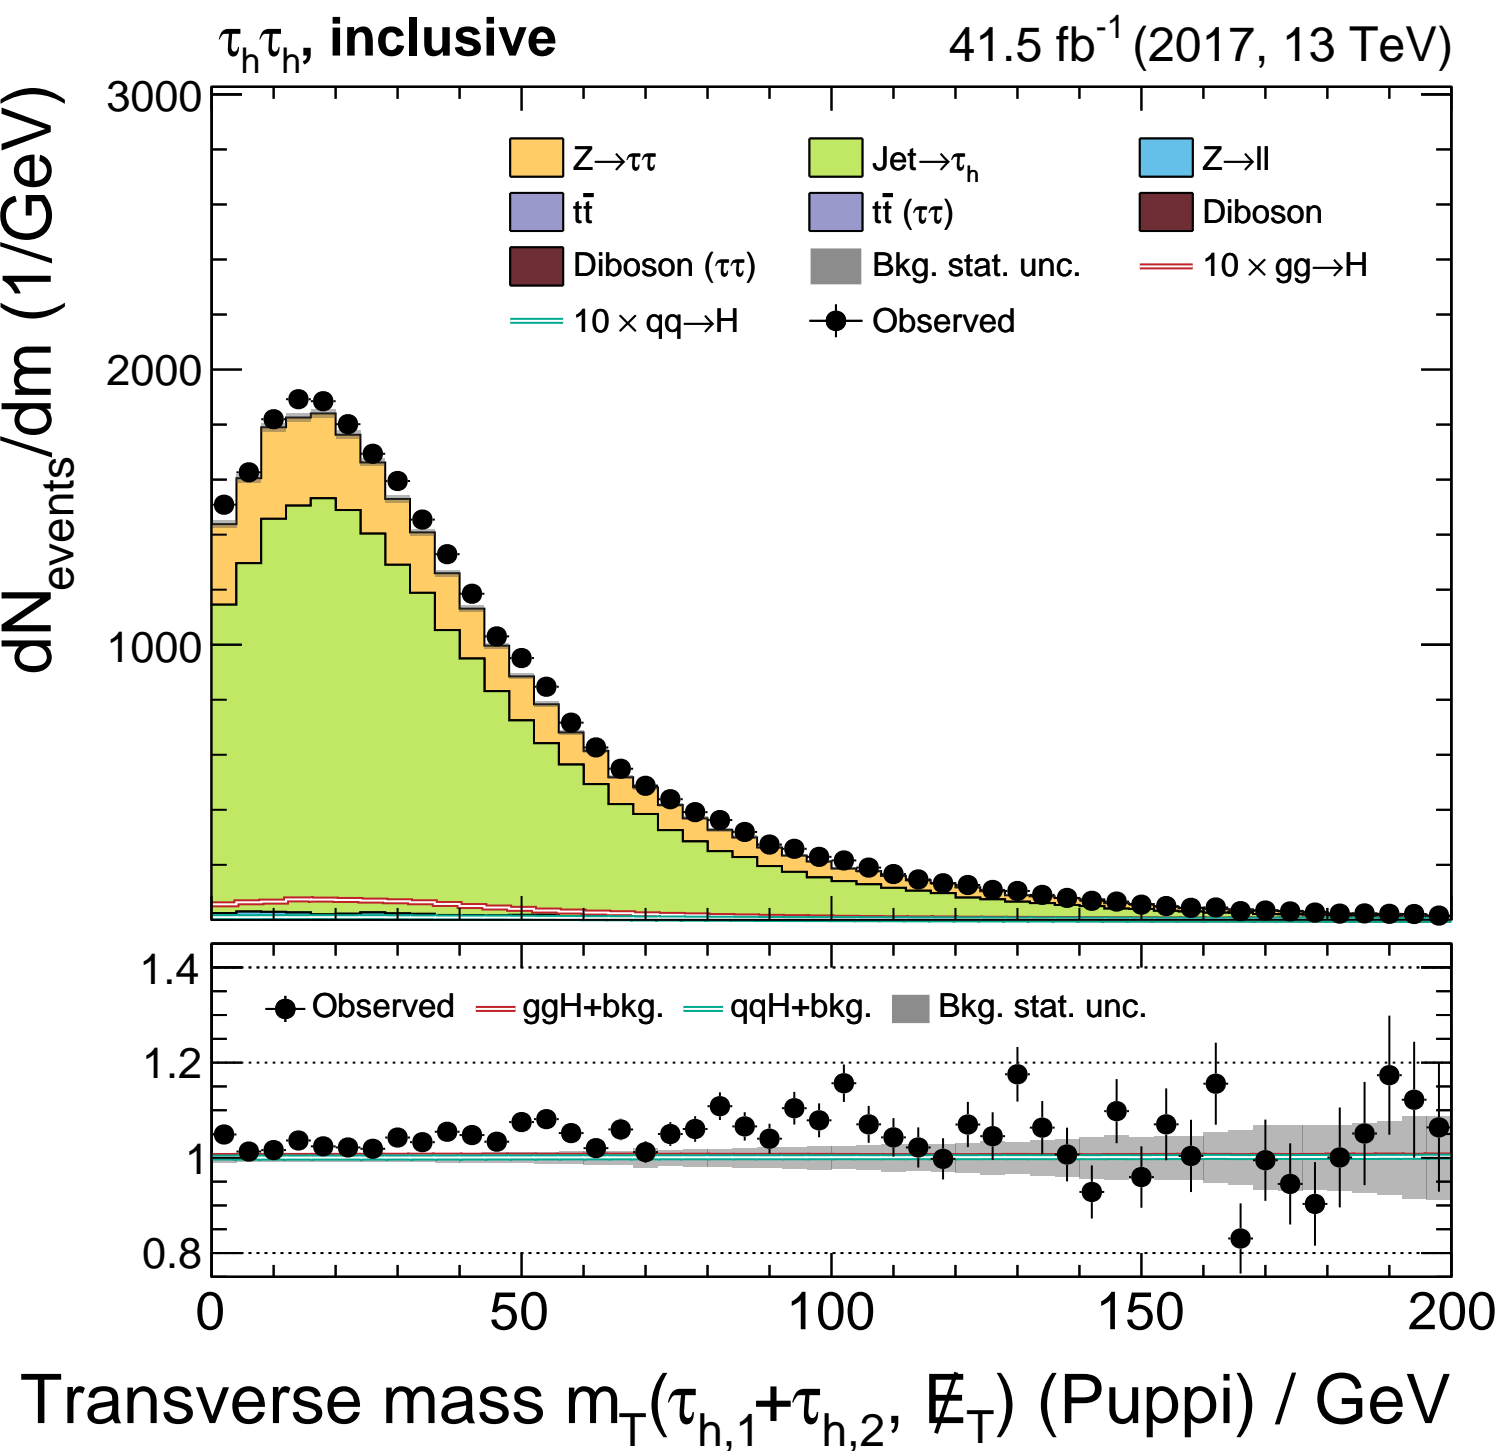 τhτh, inclusive 41.5 fb-1 (2017, 13 TeV)
dNevents/dm (1/GeV)
3000
2000
1000
Z→ττ Jet→τh Z→ll
tt̄ tt̄ (ττ) Diboson
Diboson (ττ) Bkg. stat. unc. 10 × gg→H
10 × qq→H Observed
1.4
1.2
1
0.8
Observed ggH+bkg. qqH+bkg. Bkg. stat. unc.
0 50 100 150 200
Transverse mass mT(τh,1+τh,2, E̸T) (Puppi) / GeV